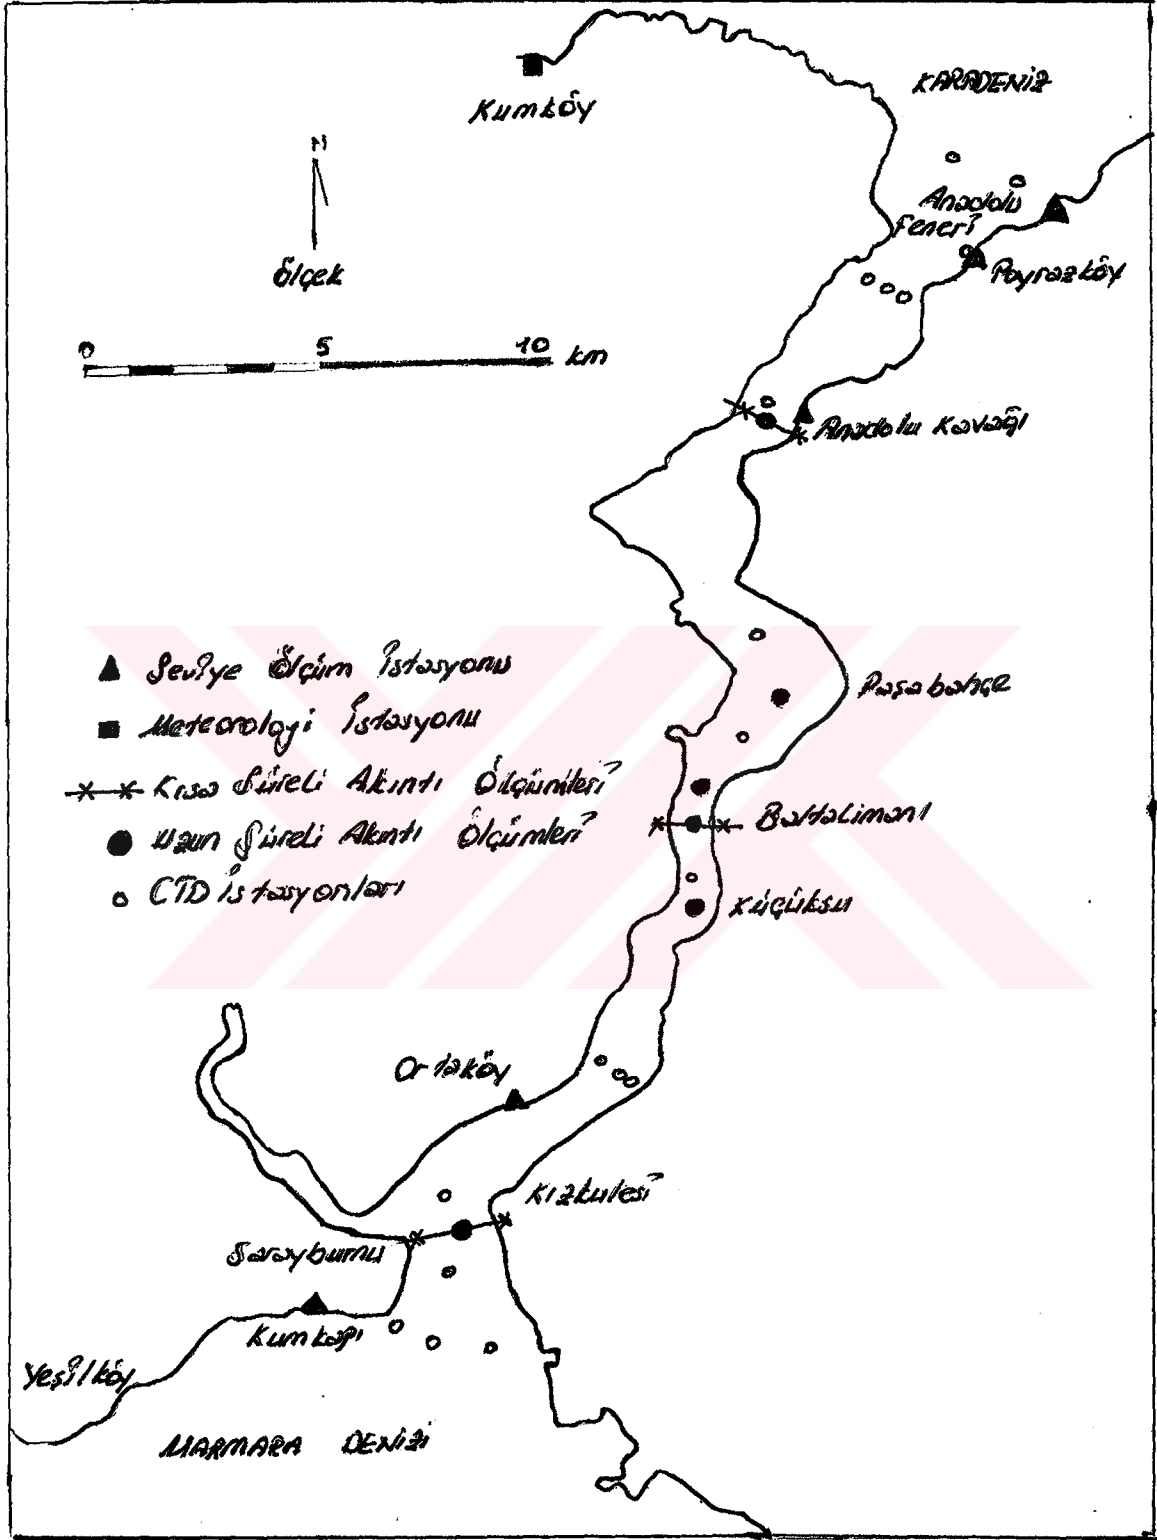 KARADENİZ
Kumköy
N
Anadolu
Feneri
Poyrazköy
Ölçek
0 5 10 km
Anadolu Kavağı
Seviye Ölçüm İstasyonu
Paşabahçe
Meteoroloji İstasyonu
Kısa Süreli Akıntı Ölçümleri
Baltalimanı
Uzun Süreli Akıntı Ölçümleri
CTD İstasyonları
Küçüksu
Ortaköy
Kızkulesi
Sarayburnu
Kumkapı
Yeşilköy
MARMARA DENİZİ